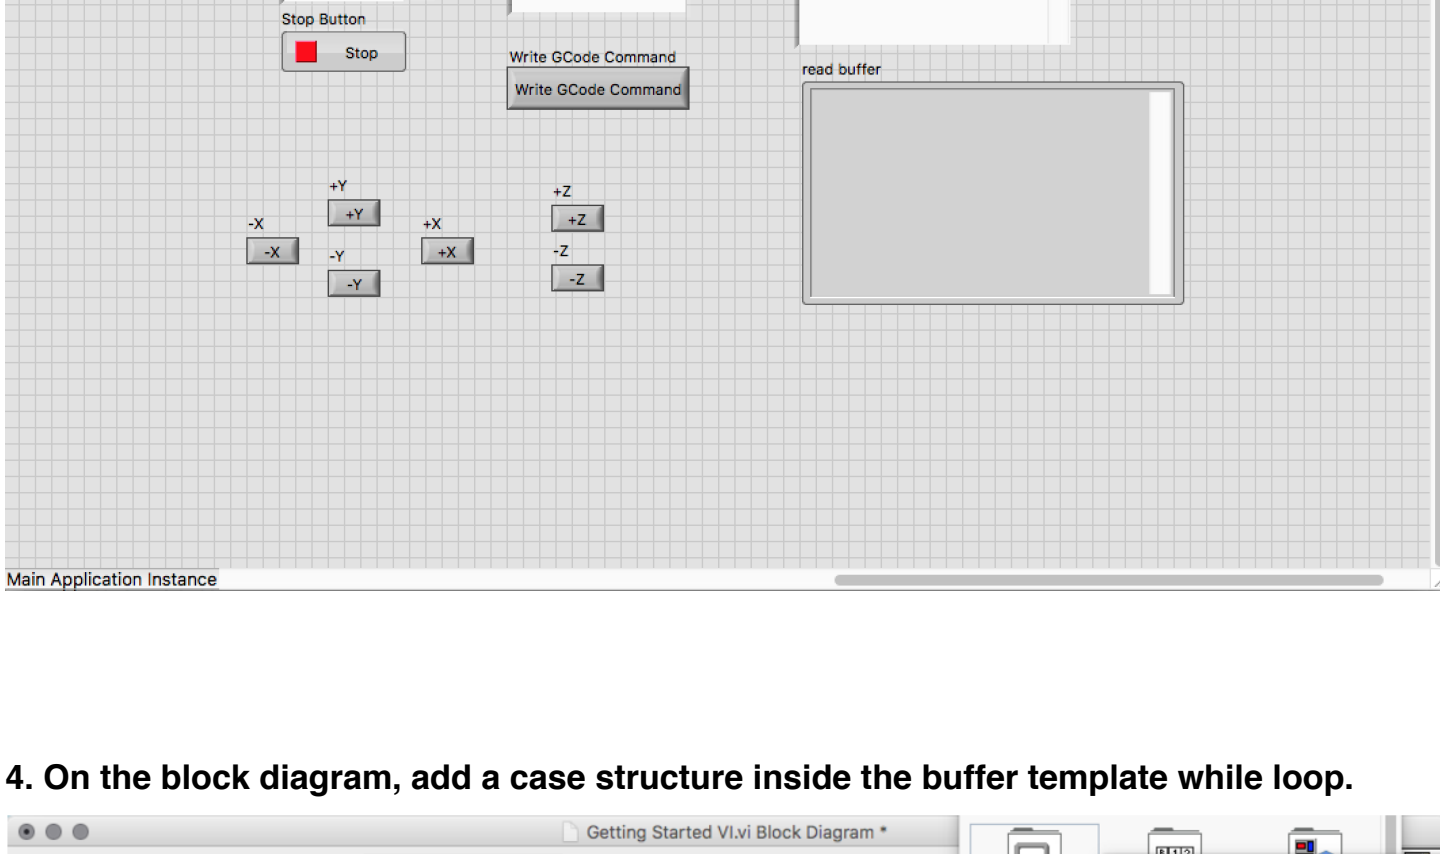 Stop Button
Stop
Write GCode Command
Write GCode Command
read buffer
+Y
+Y
-X
-X
+X
+X
-Y
-Y
+Z
+Z
-Z
-Z
Main Application Instance
4. On the block diagram, add a case structure inside the buffer template while loop.
Getting Started VI.vi Block Diagram *